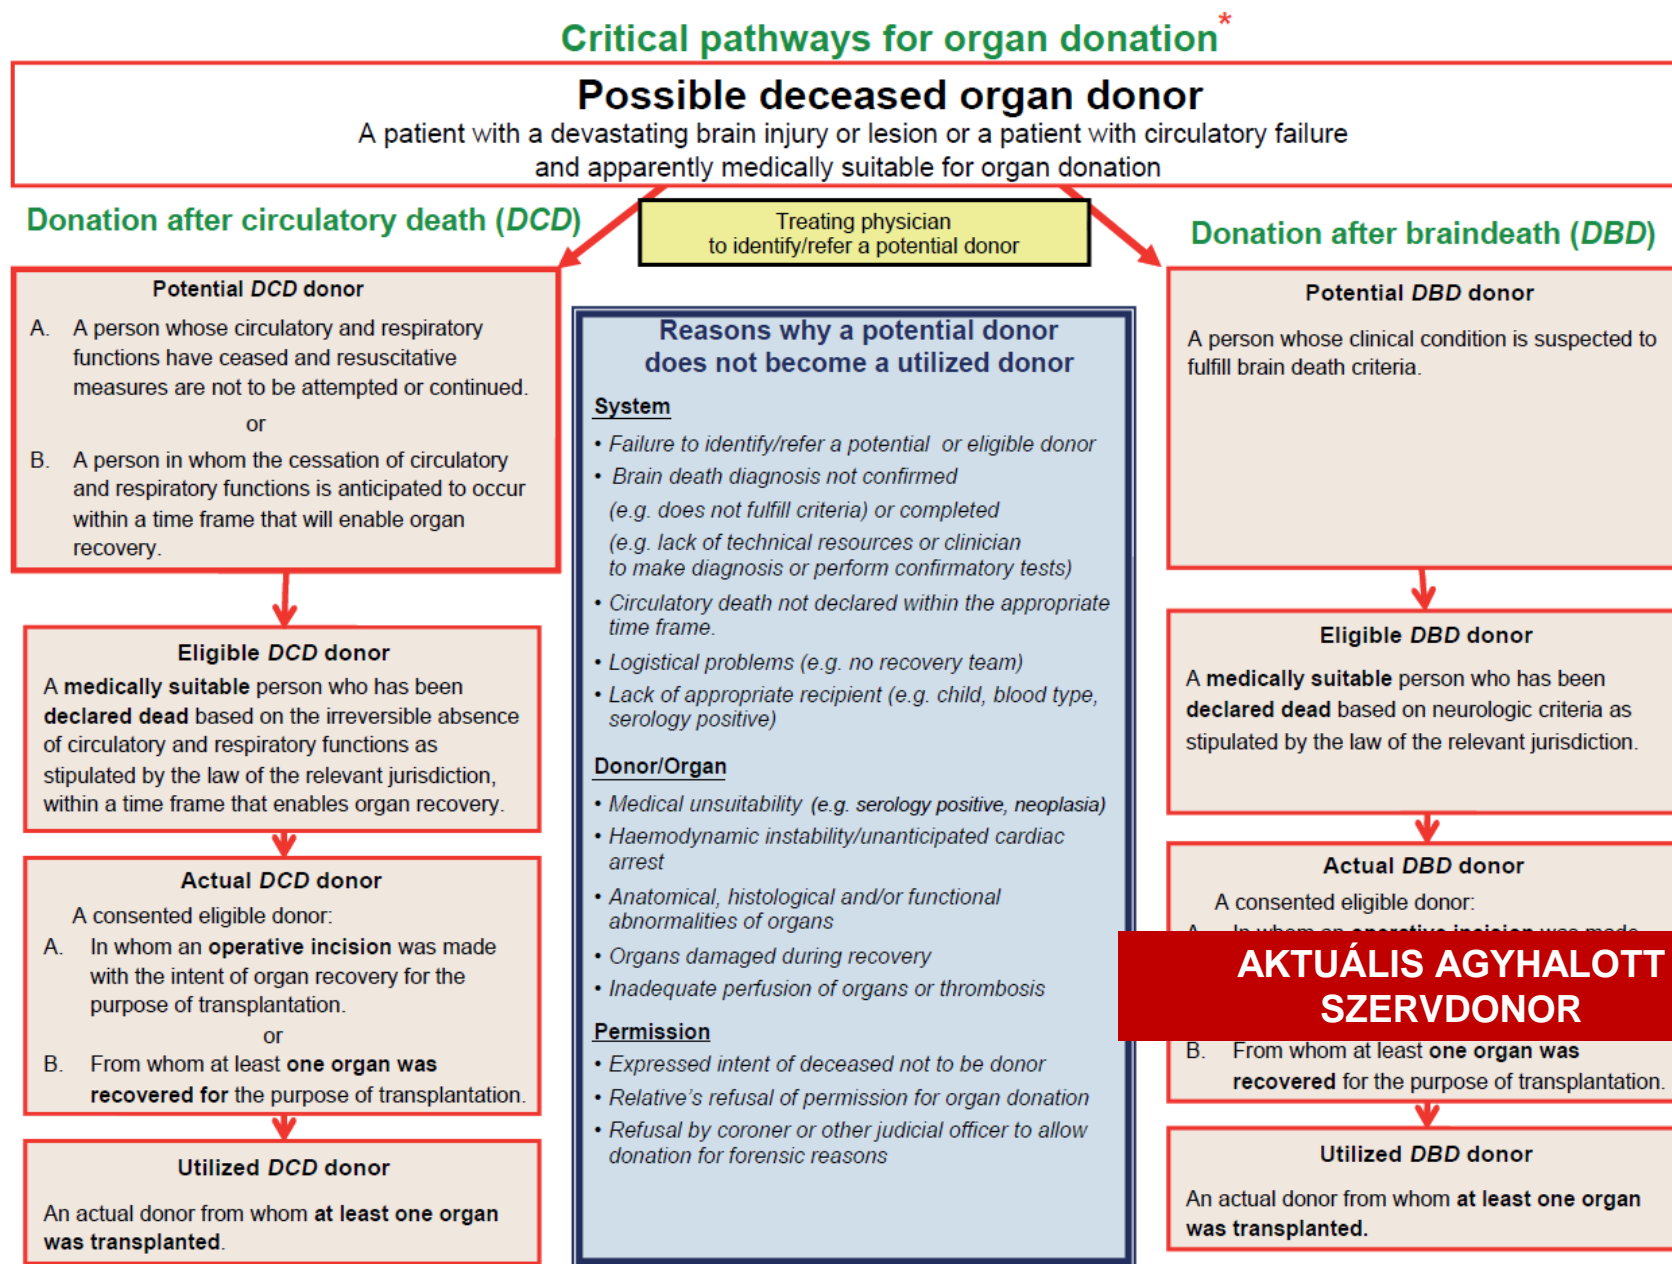 Critical pathways for organ donation*
Possible deceased organ donor
A patient with a devastating brain injury or lesion or a patient with circulatory failure
and apparently medically suitable for organ donation
Donation after circulatory death (DCD)
Treating physician
to identify/refer a potential donor
Donation after braindeath (DBD)
Potential DCD donor
A. A person whose circulatory and respiratory
functions have ceased and resuscitative
measures are not to be attempted or continued.
or
B. A person in whom the cessation of circulatory
and respiratory functions is anticipated to occur
within a time frame that will enable organ
recovery.
Eligible DCD donor
A medically suitable person who has been
declared dead based on the irreversible absence
of circulatory and respiratory functions as
stipulated by the law of the relevant jurisdiction,
within a time frame that enables organ recovery.
Actual DCD donor
A consented eligible donor:
A. In whom an operative incision was made
with the intent of organ recovery for the
purpose of transplantation.
or
B. From whom at least one organ was
recovered for the purpose of transplantation.
Utilized DCD donor
An actual donor from whom at least one organ
was transplanted.
Reasons why a potential donor
does not become a utilized donor
System
• Failure to identify/refer a potential or eligible donor
• Brain death diagnosis not confirmed
(e.g. does not fulfill criteria) or completed
(e.g. lack of technical resources or clinician
to make diagnosis or perform confirmatory tests)
• Circulatory death not declared within the appropriate
time frame.
• Logistical problems (e.g. no recovery team)
• Lack of appropriate recipient (e.g. child, blood type,
serology positive)
Donor/Organ
• Medical unsuitability (e.g. serology positive, neoplasia)
• Haemodynamic instability/unanticipated cardiac
arrest
• Anatomical, histological and/or functional
abnormalities of organs
• Organs damaged during recovery
• Inadequate perfusion of organs or thrombosis
Permission
• Expressed intent of deceased not to be donor
• Relative's refusal of permission for organ donation
• Refusal by coroner or other judicial officer to allow
donation for forensic reasons
Potential DBD donor
A person whose clinical condition is suspected to
fulfill brain death criteria.
Eligible DBD donor
A medically suitable person who has been
declared dead based on neurologic criteria as
stipulated by the law of the relevant jurisdiction.
Actual DBD donor
A consented eligible donor:
A. In whom an operative incision was made
AKTUÁLIS AGYHALOTT
SZERVDONOR
B. From whom at least one organ was
recovered for the purpose of transplantation.
Utilized DBD donor
An actual donor from whom at least one organ
was transplanted.